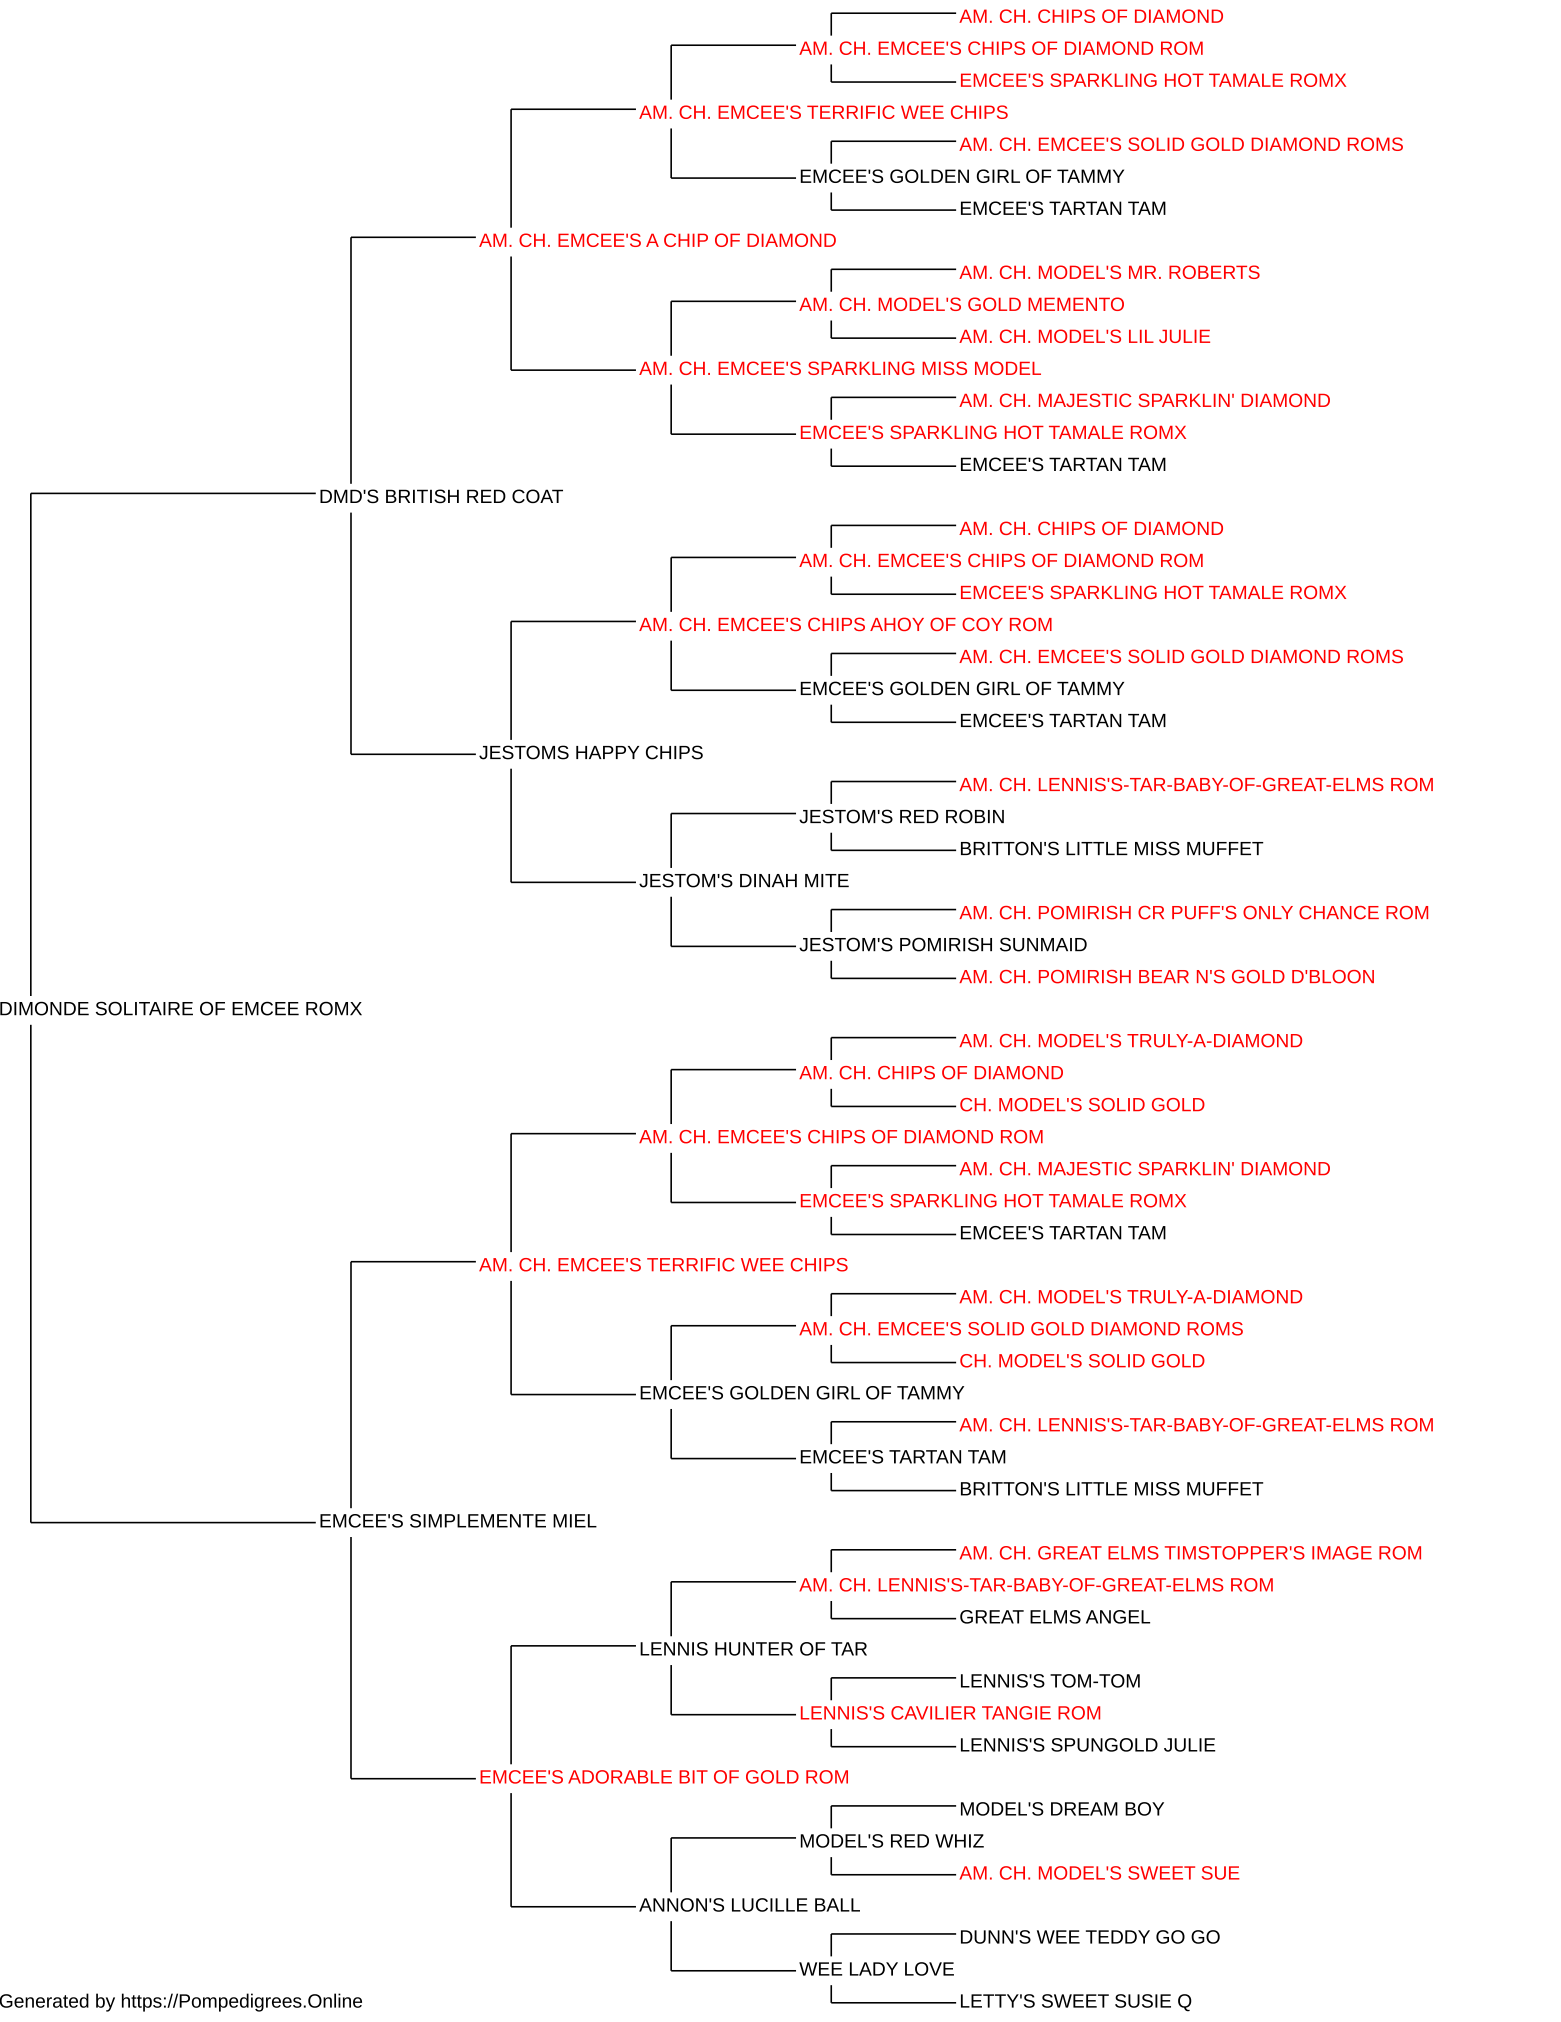 AM. CH. CHIPS OF DIAMOND
AM. CH. EMCEE'S CHIPS OF DIAMOND ROM
EMCEE'S SPARKLING HOT TAMALE ROMX
AM. CH. EMCEE'S TERRIFIC WEE CHIPS
AM. CH. EMCEE'S SOLID GOLD DIAMOND ROMS
EMCEE'S GOLDEN GIRL OF TAMMY
EMCEE'S TARTAN TAM
AM. CH. EMCEE'S A CHIP OF DIAMOND
AM. CH. MODEL'S MR. ROBERTS
AM. CH. MODEL'S GOLD MEMENTO
AM. CH. MODEL'S LIL JULIE
AM. CH. EMCEE'S SPARKLING MISS MODEL
AM. CH. MAJESTIC SPARKLIN' DIAMOND
EMCEE'S SPARKLING HOT TAMALE ROMX
EMCEE'S TARTAN TAM
DMD'S BRITISH RED COAT
AM. CH. CHIPS OF DIAMOND
AM. CH. EMCEE'S CHIPS OF DIAMOND ROM
EMCEE'S SPARKLING HOT TAMALE ROMX
AM. CH. EMCEE'S CHIPS AHOY OF COY ROM
AM. CH. EMCEE'S SOLID GOLD DIAMOND ROMS
EMCEE'S GOLDEN GIRL OF TAMMY
EMCEE'S TARTAN TAM
JESTOMS HAPPY CHIPS
AM. CH. LENNIS'S-TAR-BABY-OF-GREAT-ELMS ROM
JESTOM'S RED ROBIN
BRITTON'S LITTLE MISS MUFFET
JESTOM'S DINAH MITE
AM. CH. POMIRISH CR PUFF'S ONLY CHANCE ROM
JESTOM'S POMIRISH SUNMAID
AM. CH. POMIRISH BEAR N'S GOLD D'BLOON
DIMONDE SOLITAIRE OF EMCEE ROMX
AM. CH. MODEL'S TRULY-A-DIAMOND
AM. CH. CHIPS OF DIAMOND
CH. MODEL'S SOLID GOLD
AM. CH. EMCEE'S CHIPS OF DIAMOND ROM
AM. CH. MAJESTIC SPARKLIN' DIAMOND
EMCEE'S SPARKLING HOT TAMALE ROMX
EMCEE'S TARTAN TAM
AM. CH. EMCEE'S TERRIFIC WEE CHIPS
AM. CH. MODEL'S TRULY-A-DIAMOND
AM. CH. EMCEE'S SOLID GOLD DIAMOND ROMS
CH. MODEL'S SOLID GOLD
EMCEE'S GOLDEN GIRL OF TAMMY
AM. CH. LENNIS'S-TAR-BABY-OF-GREAT-ELMS ROM
EMCEE'S TARTAN TAM
BRITTON'S LITTLE MISS MUFFET
EMCEE'S SIMPLEMENTE MIEL
AM. CH. GREAT ELMS TIMSTOPPER'S IMAGE ROM
AM. CH. LENNIS'S-TAR-BABY-OF-GREAT-ELMS ROM
GREAT ELMS ANGEL
LENNIS HUNTER OF TAR
LENNIS'S TOM-TOM
LENNIS'S CAVILIER TANGIE ROM
LENNIS'S SPUNGOLD JULIE
EMCEE'S ADORABLE BIT OF GOLD ROM
MODEL'S DREAM BOY
MODEL'S RED WHIZ
AM. CH. MODEL'S SWEET SUE
ANNON'S LUCILLE BALL
DUNN'S WEE TEDDY GO GO
WEE LADY LOVE
LETTY'S SWEET SUSIE Q
Generated by https://Pompedigrees.Online